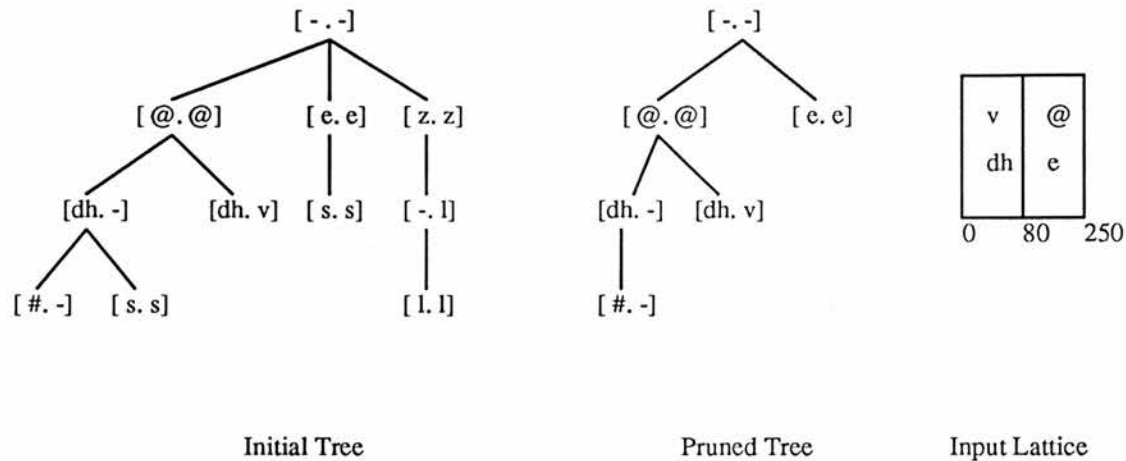 [ - . -]
[ @. @] [ e. e] [ z. z]
[dh. -] [dh. v] [ s. s] [ -. l]
[ #. -] [ s. s] [ l. l]
Initial Tree
[ -. -]
[ @. @] [ e. e]
[dh. -] [dh. v]
[ #. -]
Pruned Tree
v @
dh e
0 80 250
Input Lattice